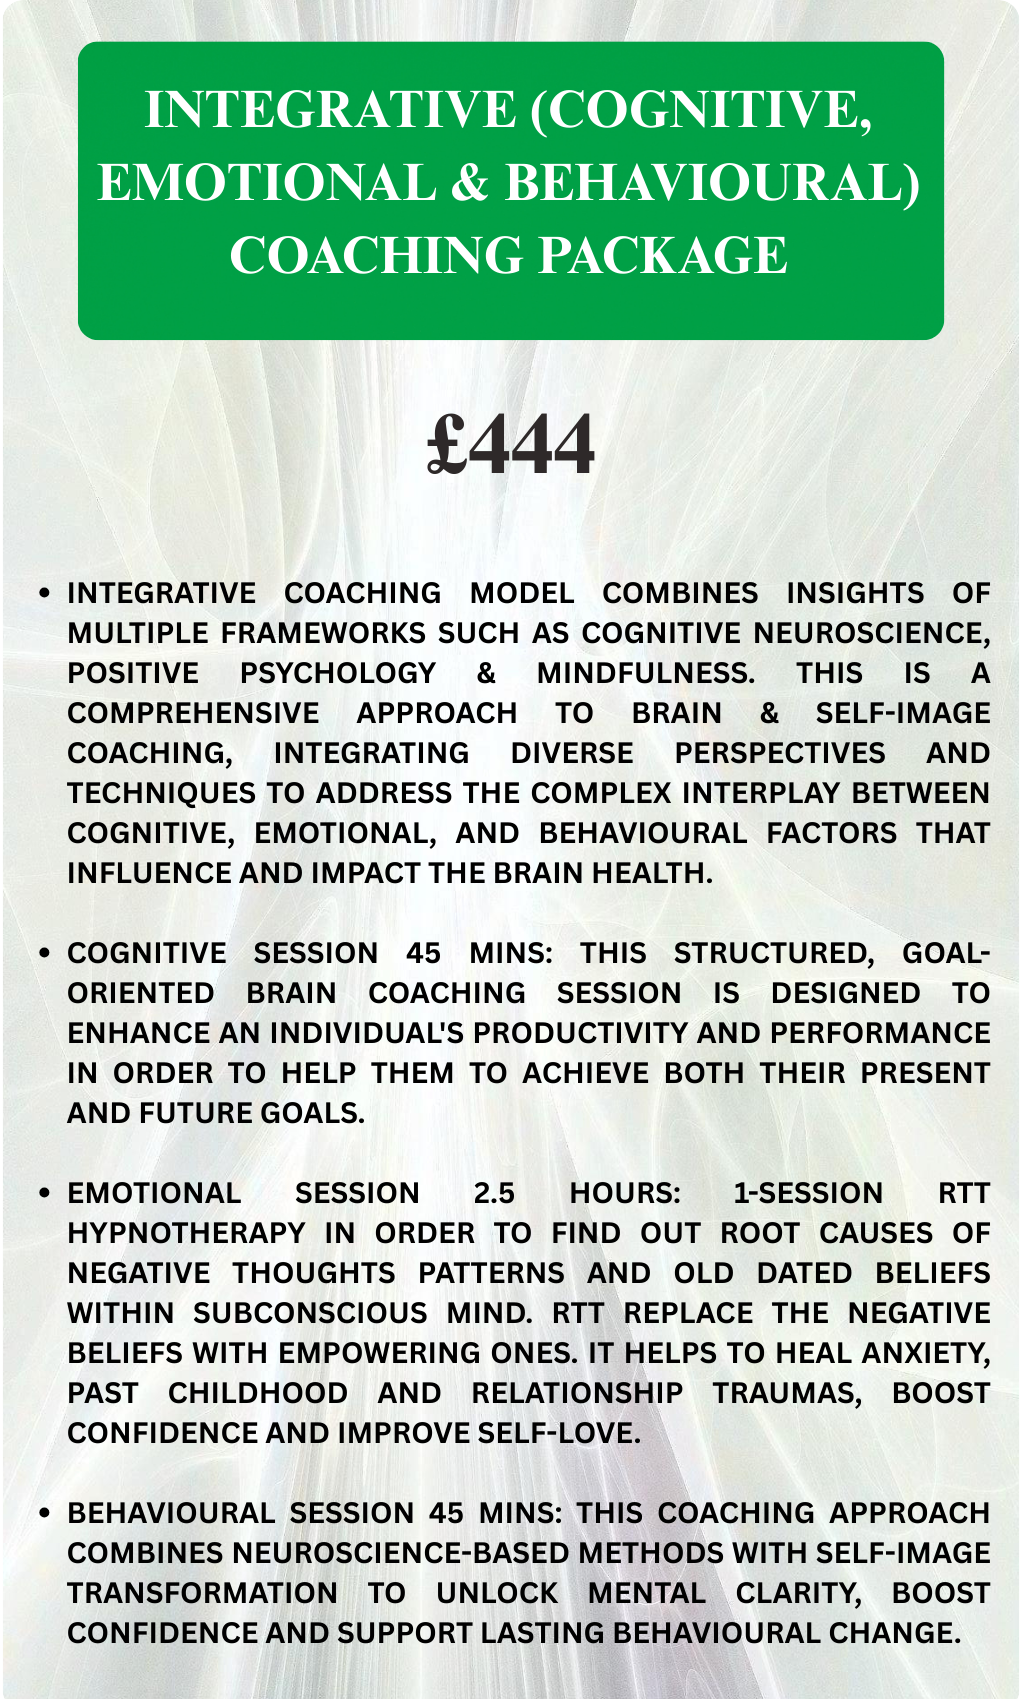 INTEGRATIVE (COGNITIVE,
EMOTIONAL & BEHAVIOURAL)
COACHING PACKAGE
£444
• INTEGRATIVE COACHING MODEL COMBINES INSIGHTS OF
MULTIPLE FRAMEWORKS SUCH AS COGNITIVE NEUROSCIENCE,
POSITIVE PSYCHOLOGY & MINDFULNESS. THIS IS A
COMPREHENSIVE APPROACH TO BRAIN & SELF-IMAGE
COACHING, INTEGRATING DIVERSE PERSPECTIVES AND
TECHNIQUES TO ADDRESS THE COMPLEX INTERPLAY BETWEEN
COGNITIVE, EMOTIONAL, AND BEHAVIOURAL FACTORS THAT
INFLUENCE AND IMPACT THE BRAIN HEALTH.
• COGNITIVE SESSION 45 MINS: THIS STRUCTURED, GOAL-
ORIENTED BRAIN COACHING SESSION IS DESIGNED TO
ENHANCE AN INDIVIDUAL'S PRODUCTIVITY AND PERFORMANCE
IN ORDER TO HELP THEM TO ACHIEVE BOTH THEIR PRESENT
AND FUTURE GOALS.
• EMOTIONAL SESSION 2.5 HOURS: 1-SESSION RTT
HYPNOTHERAPY IN ORDER TO FIND OUT ROOT CAUSES OF
NEGATIVE THOUGHTS PATTERNS AND OLD DATED BELIEFS
WITHIN SUBCONSCIOUS MIND. RTT REPLACE THE NEGATIVE
BELIEFS WITH EMPOWERING ONES. IT HELPS TO HEAL ANXIETY,
PAST CHILDHOOD AND RELATIONSHIP TRAUMAS, BOOST
CONFIDENCE AND IMPROVE SELF-LOVE.
• BEHAVIOURAL SESSION 45 MINS: THIS COACHING APPROACH
COMBINES NEUROSCIENCE-BASED METHODS WITH SELF-IMAGE
TRANSFORMATION TO UNLOCK MENTAL CLARITY, BOOST
CONFIDENCE AND SUPPORT LASTING BEHAVIOURAL CHANGE.